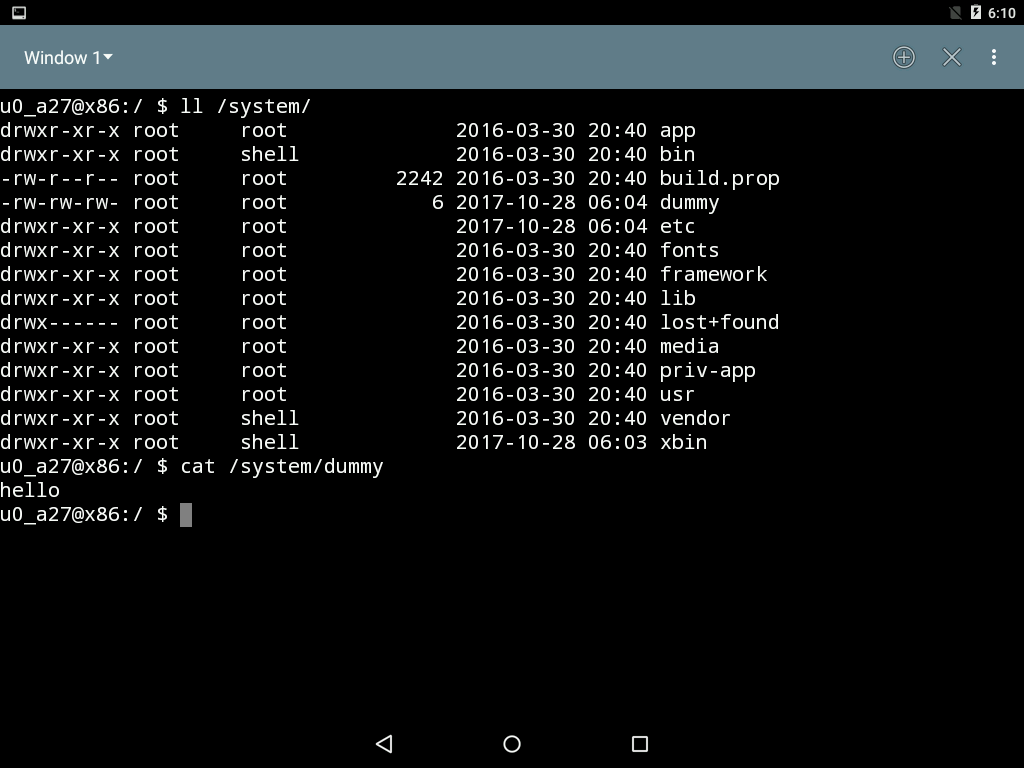 6:10
Window 1
u0_a27@x86:/ $ ll /system/
drwxr-xr-x root     root              2016-03-30 20:40 app
drwxr-xr-x root     shell             2016-03-30 20:40 bin
-rw-r--r-- root     root         2242 2016-03-30 20:40 build.prop
-rw-rw-rw- root     root            6 2017-10-28 06:04 dummy
drwxr-xr-x root     root              2017-10-28 06:04 etc
drwxr-xr-x root     root              2016-03-30 20:40 fonts
drwxr-xr-x root     root              2016-03-30 20:40 framework
drwxr-xr-x root     root              2016-03-30 20:40 lib
drwx------ root     root              2016-03-30 20:40 lost+found
drwxr-xr-x root     root              2016-03-30 20:40 media
drwxr-xr-x root     root              2016-03-30 20:40 priv-app
drwxr-xr-x root     root              2016-03-30 20:40 usr
drwxr-xr-x root     shell             2016-03-30 20:40 vendor
drwxr-xr-x root     shell             2017-10-28 06:03 xbin
u0_a27@x86:/ $ cat /system/dummy
hello
u0_a27@x86:/ $